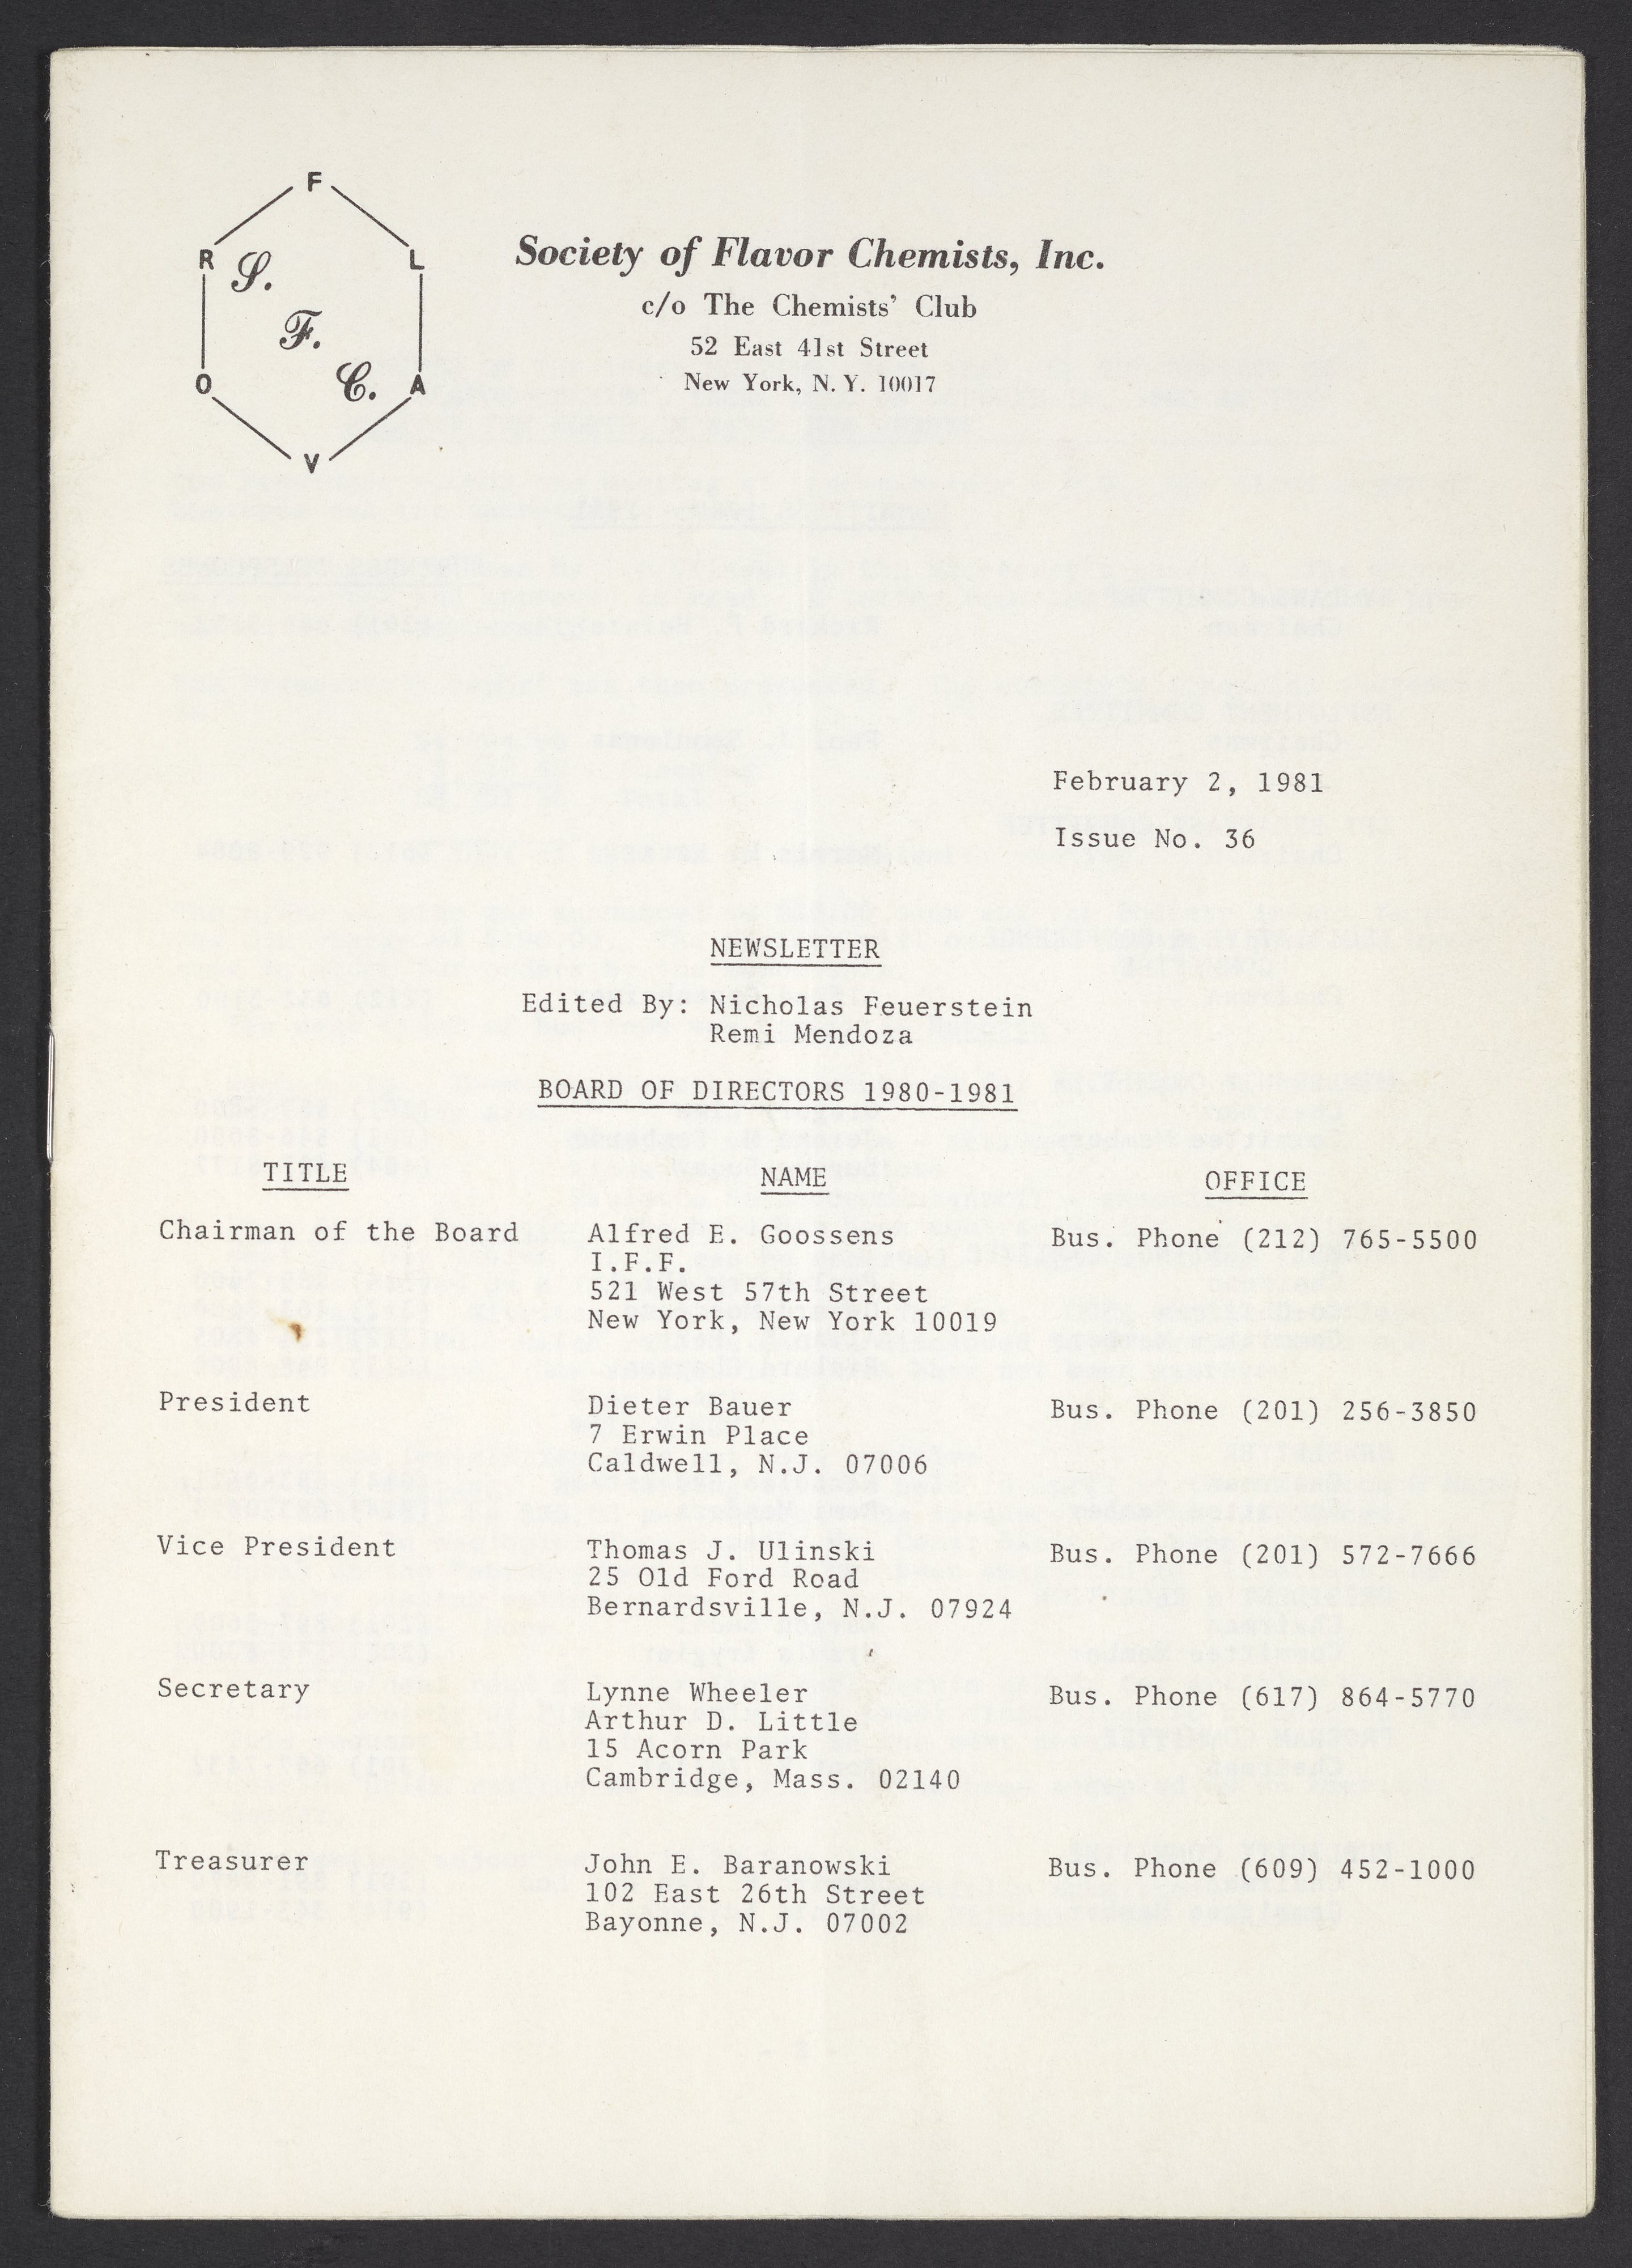 F
R L
S.
F.
C.
O A
V
Society of Flavor Chemists, Inc.
c/o The Chemists' Club
52 East 41st Street
New York, N. Y. 10017
February 2, 1981
Issue No. 36
NEWSLETTER
Edited By: Nicholas Feuerstein
Remi Mendoza
BOARD OF DIRECTORS 1980-1981
TITLE NAME OFFICE
Chairman of the Board Alfred E. Goossens Bus. Phone (212) 765-5500
I.F.F.
521 West 57th Street
New York, New York 10019
President Dieter Bauer Bus. Phone (201) 256-3850
7 Erwin Place
Caldwell, N.J. 07006
Vice President Thomas J. Ulinski Bus. Phone (201) 572-7666
25 Old Ford Road
Bernardsville, N.J. 07924
Secretary Lynne Wheeler Bus. Phone (617) 864-5770
Arthur D. Little
15 Acorn Park
Cambridge, Mass. 02140
Treasurer John E. Baranowski Bus. Phone (609) 452-1000
102 East 26th Street
Bayonne, N.J. 07002